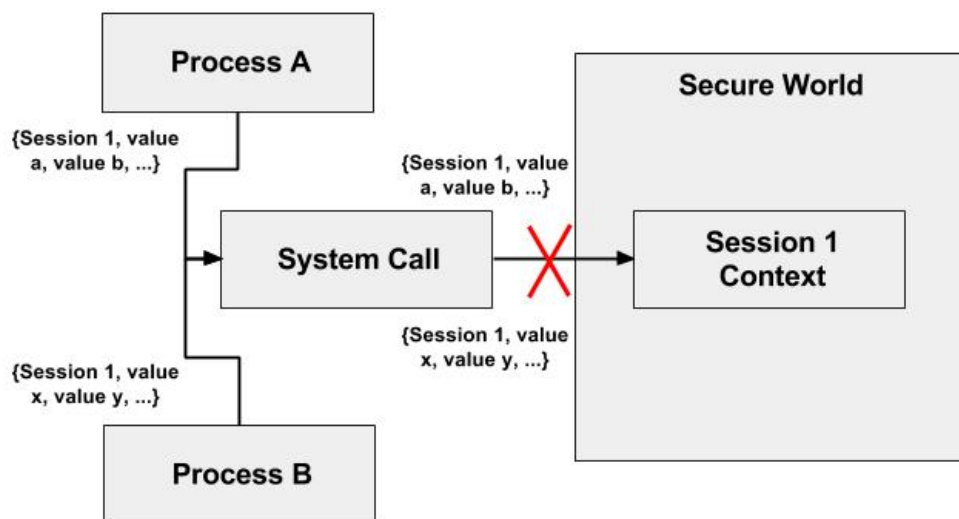 Process A
Secure World
{Session 1, value
a, value b, ...}
{Session 1, value
a, value b, ...}
System Call
Session 1
Context
{Session 1, value
x, value y, ...}
{Session 1, value
x, value y, ...}
Process B